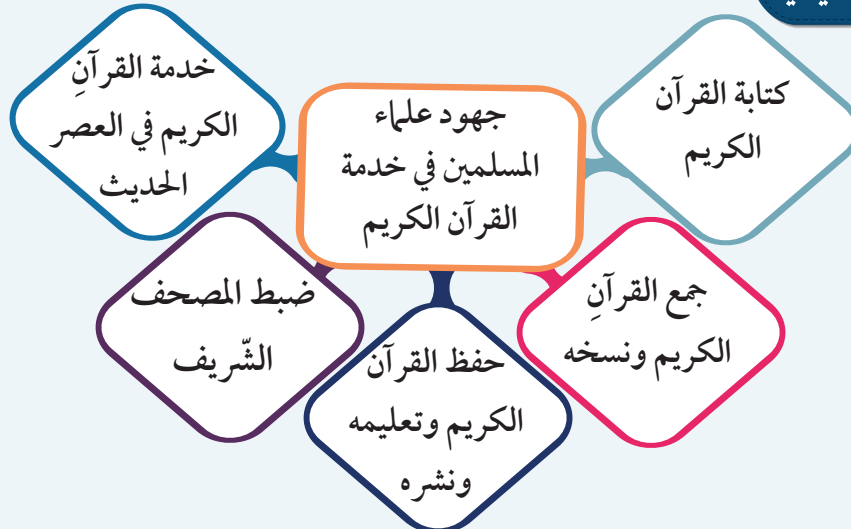 جهود علماء
المسلمين في خدمة
القرآن الكريم
كتابة القرآن
الكريم
جمع القرآنِ
الكريم ونسخه
حفظ القرآن
الكريم وتعليمه
ونشره
ضبط المصحف
الشّريف
خدمة القرآنِ
الكريم في العصر
الحديث